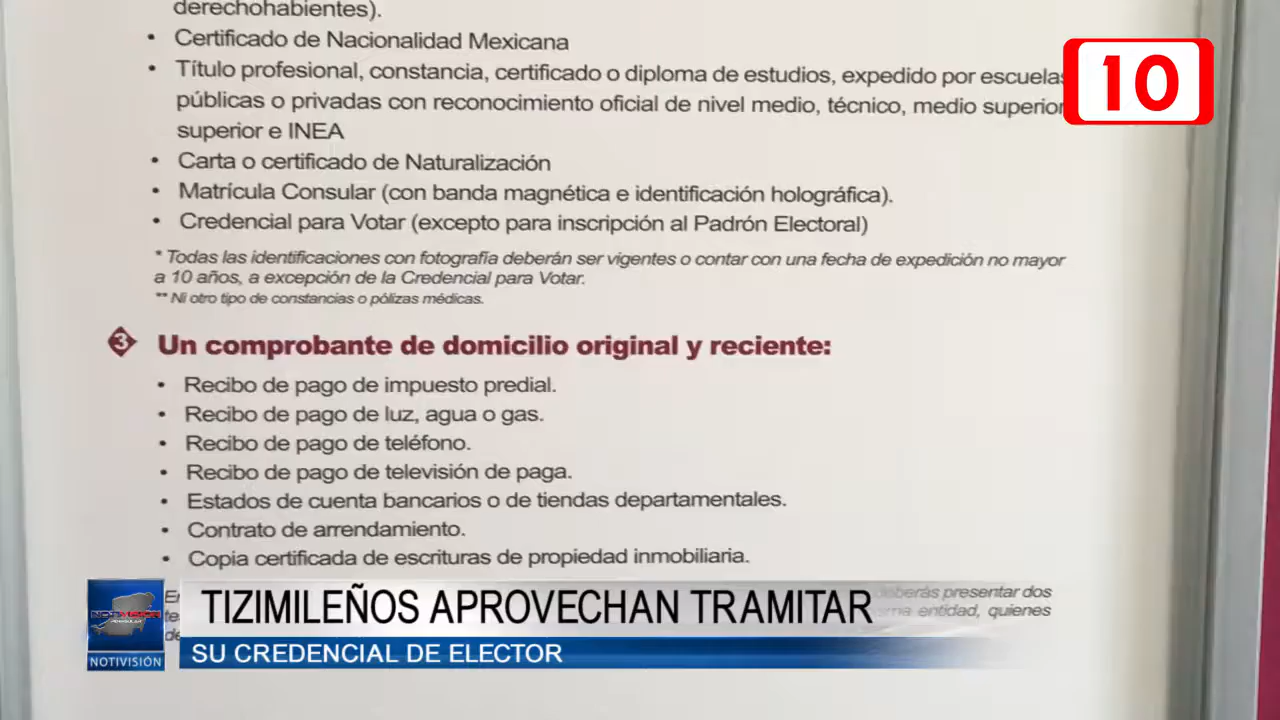 derechohabientes).
• Certificado de Nacionalidad Mexicana
• Título profesional, constancia, certificado o diploma de estudios, expedido por escuelas
públicas o privadas con reconocimiento oficial de nivel medio, técnico, medio superior
superior e INEA
• Carta o certificado de Naturalización
• Matrícula Consular (con banda magnética e identificación holográfica).
• Credencial para Votar (excepto para inscripción al Padrón Electoral)
* Todas las identificaciones con fotografía deberán ser vigentes o contar con una fecha de expedición no mayor
a 10 años, a excepción de la Credencial para Votar.
** Ni otro tipo de constancias o pólizas médicas.
3 Un comprobante de domicilio original y reciente:
• Recibo de pago de impuesto predial.
• Recibo de pago de luz, agua o gas.
• Recibo de pago de teléfono.
• Recibo de pago de televisión de paga.
• Estados de cuenta bancarios o de tiendas departamentales.
• Contrato de arrendamiento.
• Copia certificada de escrituras de propiedad inmobiliaria.
deberás presentar dos
entidad, quienes
10
TIZIMILEÑOS APROVECHAN TRAMITAR
SU CREDENCIAL DE ELECTOR
NOTIVISIÓN